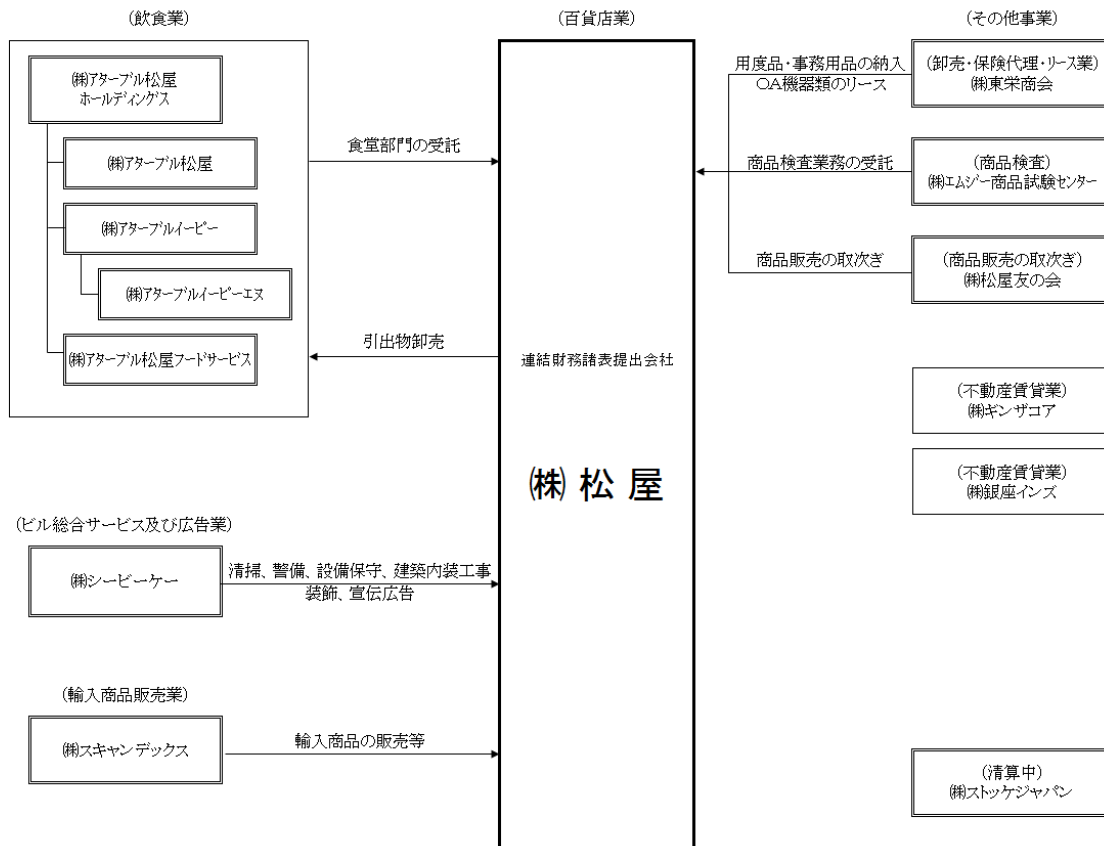 (飲食業)
㈱アターブル松屋
ホールディングス
㈱アターブル松屋
㈱アターブルイービー
㈱アターブルイービーエヌ
㈱アターブル松屋フードサービス
食堂部門の受託
引出物卸売
(ビル総合サービス及び広告業)
㈱シービーケー
清掃、警備、設備保守、建築内装工事
装飾、宣伝広告
(輸入商品販売業)
㈱スキャンデックス
輸入商品の販売等
(百貨店業)
連結財務諸表提出会社
㈱松屋
(その他事業)
用度品・事務用品の納入
OA機器類のリース
(卸売・保険代理・リース業)
㈱東栄商会
商品検査業務の受託
(商品検査)
㈱エムジー商品試験センター
商品販売の取次ぎ
(商品販売の取次ぎ)
㈱松屋友の会
(不動産賃貸業)
㈱ギンザコア
(不動産賃貸業)
㈱銀座インズ
(清算中)
㈱ストッケジャパン